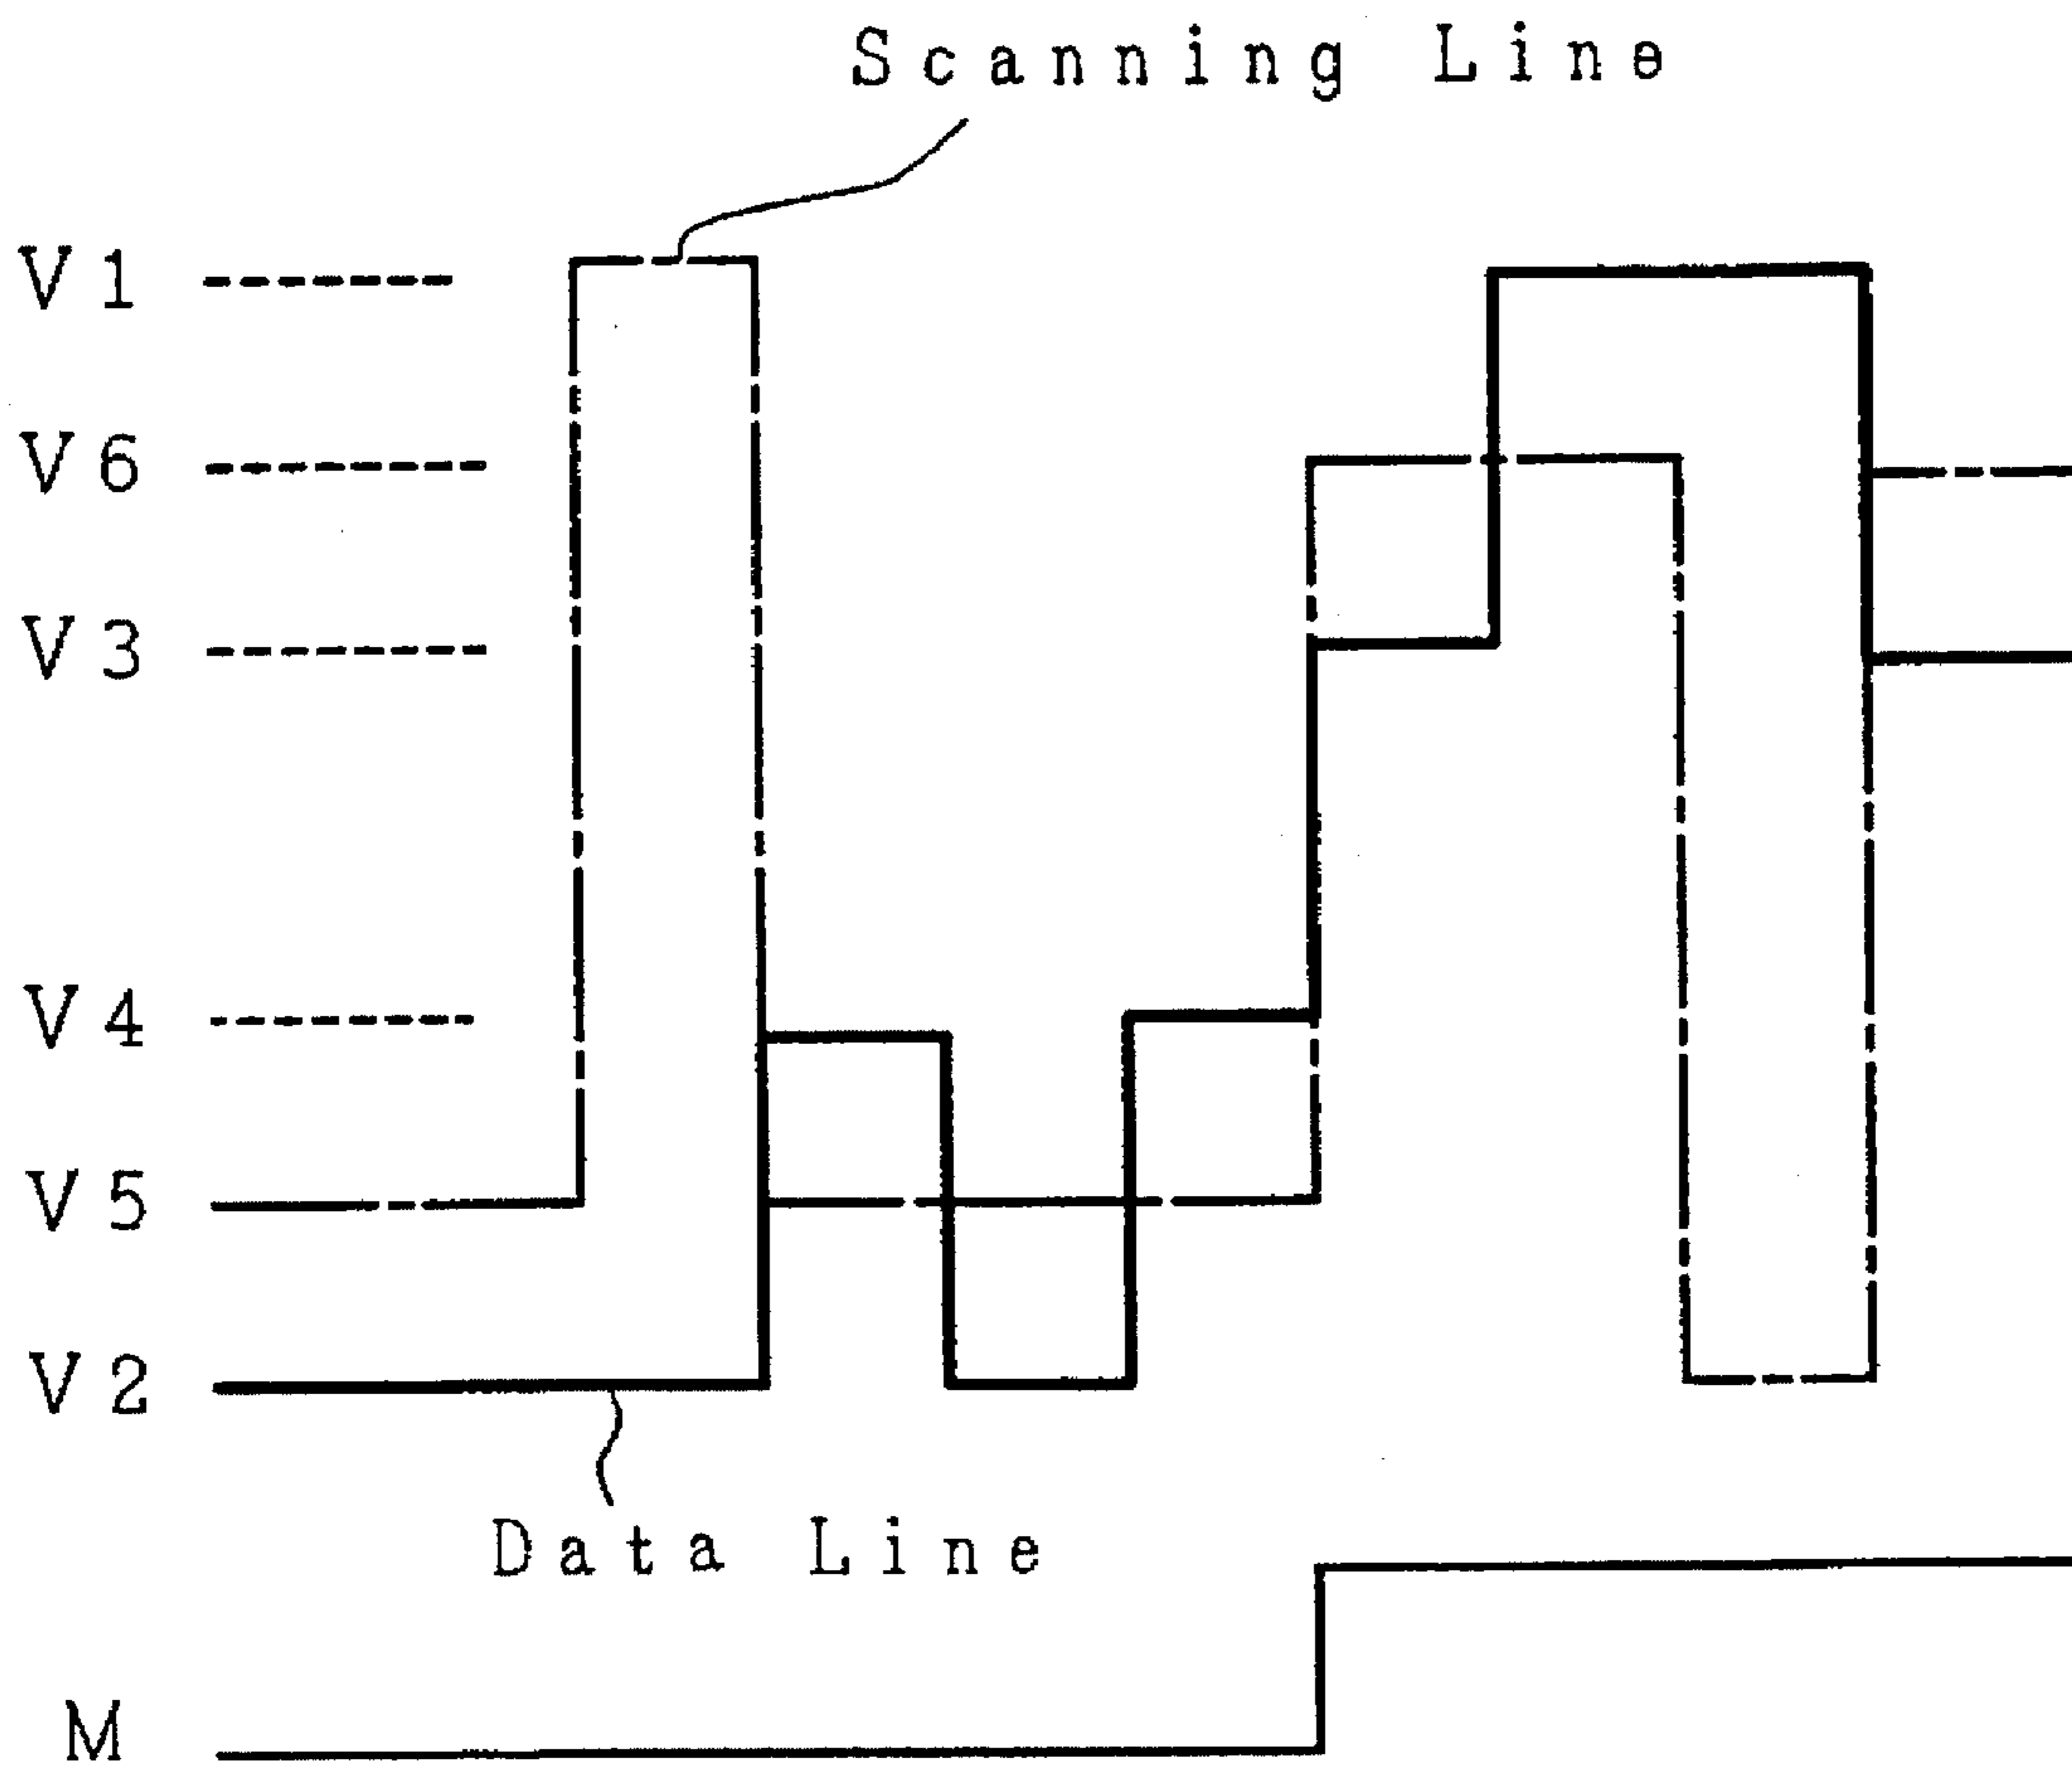 Scanning Line
V1
V6
V3
V4
V5
V2
Data Line
M